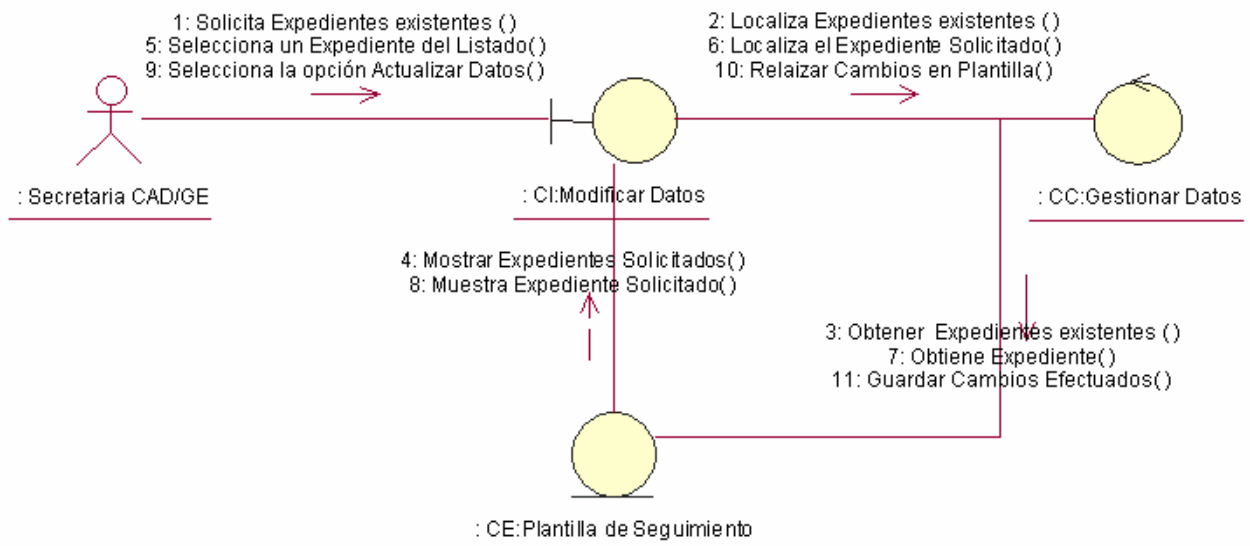 1: Solicita Expedientes existentes ( )
5: Selecciona un Expediente del Listado( )
9: Selecciona la opción Actualizar Datos( )
2: Localiza Expedientes existentes ( )
6: Localiza el Expediente Solicitado( )
10: Relaizar Cambios en Plantilla( )
: Secretaria CAD/GE
: CI:Modificar Datos
: CC:Gestionar Datos
4: Mostrar Expedientes Solicitados( )
8: Muestra Expediente Solicitado( )
3: Obtener Expedientes existentes ( )
7: Obtiene Expediente( )
11: Guardar Cambios Efectuados( )
: CE:Plantilla de Seguimiento